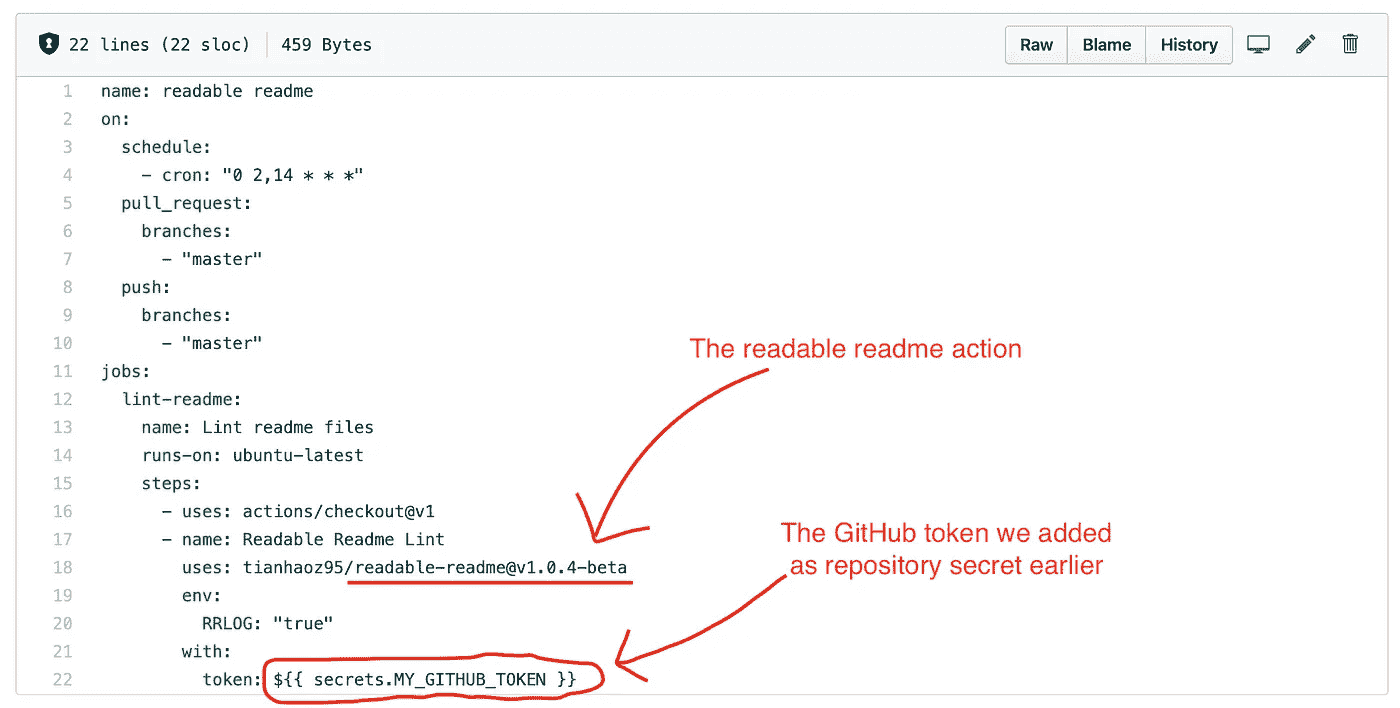 22 lines (22 sloc) 459 Bytes Raw Blame History
1 name: readable readme
2 on:
3   schedule:
4     - cron: "0 2,14 * * *"
5   pull_request:
6     branches:
7       - "master"
8   push:
9     branches:
10       - "master"
11 jobs:
12   lint-readme:
13     name: Lint readme files
14     runs-on: ubuntu-latest
15     steps:
16       - uses: actions/checkout@v1
17       - name: Readable Readme Lint
18         uses: tianhaoz95/readable-readme@v1.0.4-beta
19         env:
20           RRLOG: "true"
21         with:
22           token: ${{ secrets.MY_GITHUB_TOKEN }}
The readable readme action
The GitHub token we added
as repository secret earlier